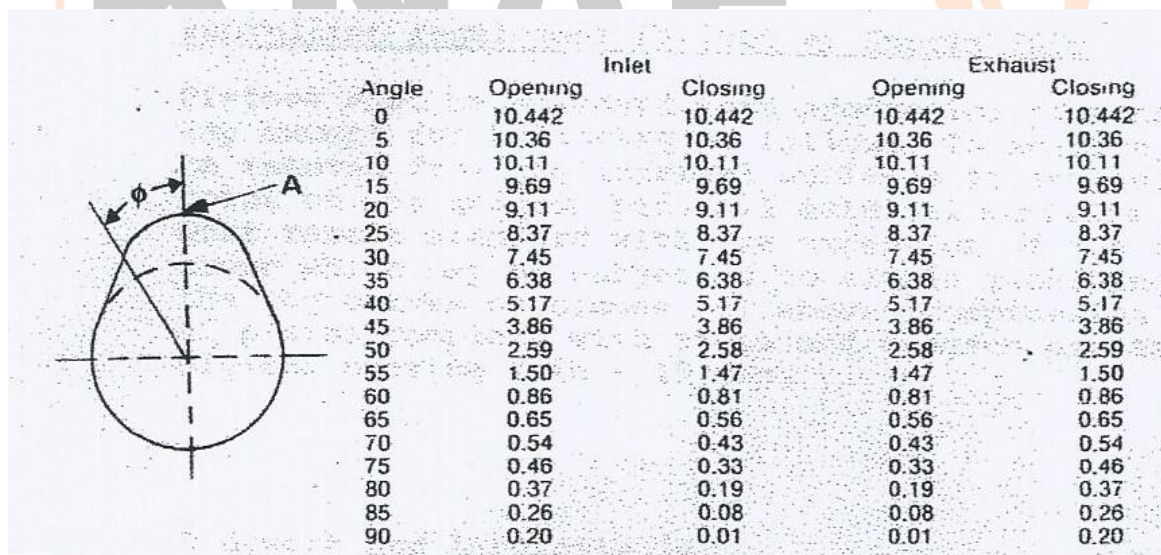 Inlet Exhaust
Angle Opening Closing Opening Closing
0 10.442 10.442 10.442 10.442
5 10.36 10.36 10.36 10.36
10 10.11 10.11 10.11 10.11
15 9.69 9.69 9.69 9.69
20 9.11 9.11 9.11 9.11
25 8.37 8.37 8.37 8.37
30 7.45 7.45 7.45 7.45
35 6.38 6.38 6.38 6.38
40 5.17 5.17 5.17 5.17
45 3.86 3.86 3.86 3.86
50 2.59 2.58 2.58 2.59
55 1.50 1.47 1.47 1.50
60 0.86 0.81 0.81 0.86
65 0.65 0.56 0.56 0.65
70 0.54 0.43 0.43 0.54
75 0.46 0.33 0.33 0.46
80 0.37 0.19 0.19 0.37
85 0.26 0.08 0.08 0.26
90 0.20 0.01 0.01 0.20
ϕ A